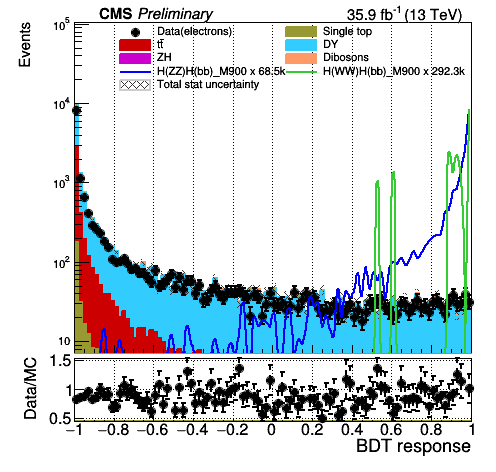 CMS Preliminary 35.9 fb⁻¹ (13 TeV)
Events
Data(electrons) Single top
tt̄ DY
ZH Dibosons
H(ZZ)H(bb)_M900 x 68.5k H(WW)H(bb)_M900 x 292.3k
Total stat uncertainty
10⁵
10⁴
10³
10²
10
Data/MC
1.5
1.0
0.5
−1 −0.8 −0.6 −0.4 −0.2 0 0.2 0.4 0.6 0.8 1
BDT response